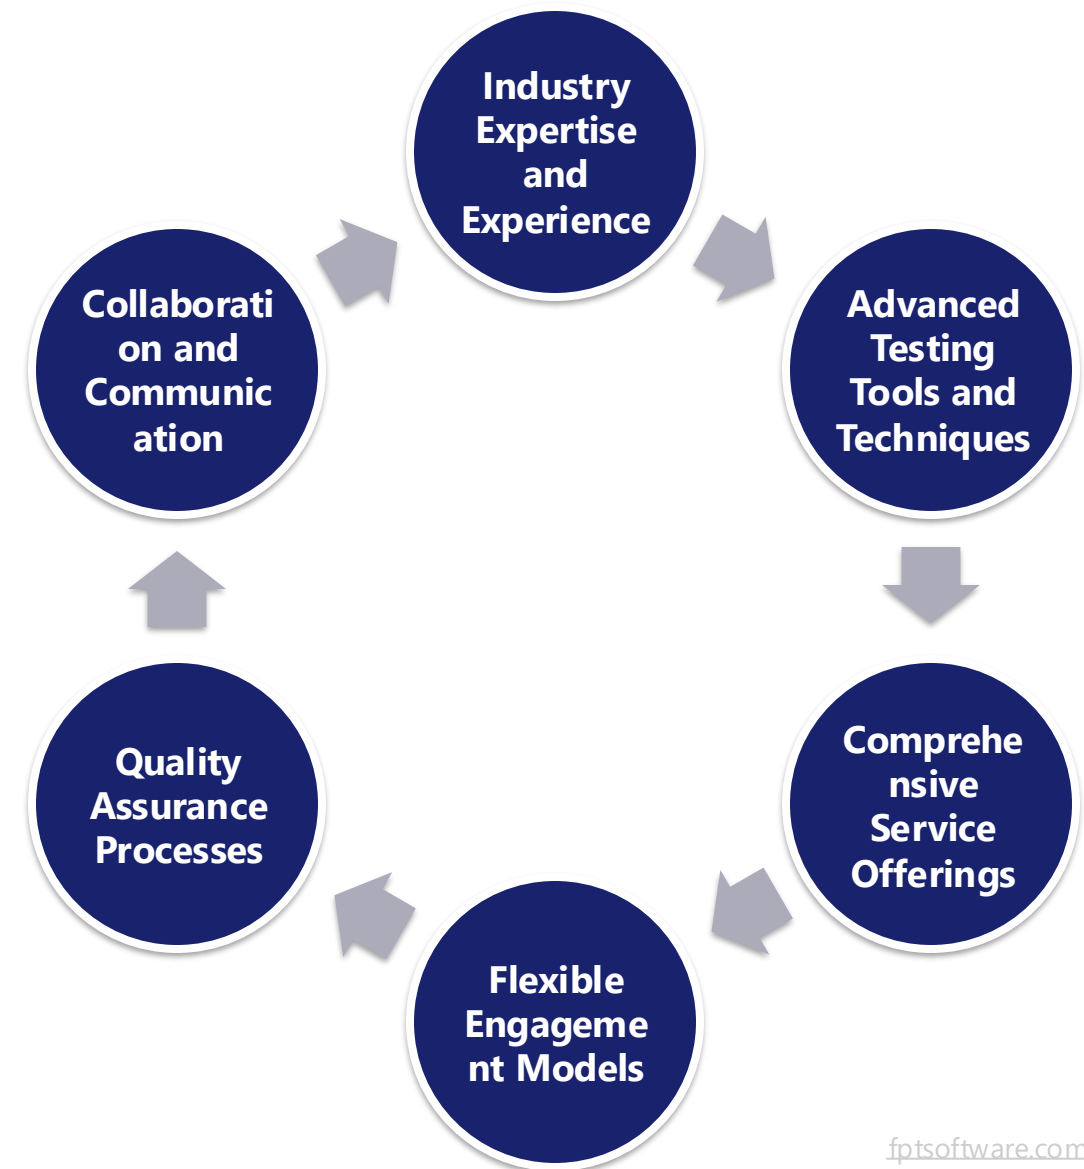 Industry
Expertise
and
Experience
Advanced
Testing
Tools and
Techniques
Comprehe
nsive
Service
Offerings
Flexible
Engageme
nt Models
Quality
Assurance
Processes
Collaborati
on and
Communic
ation
fptsoftware.com